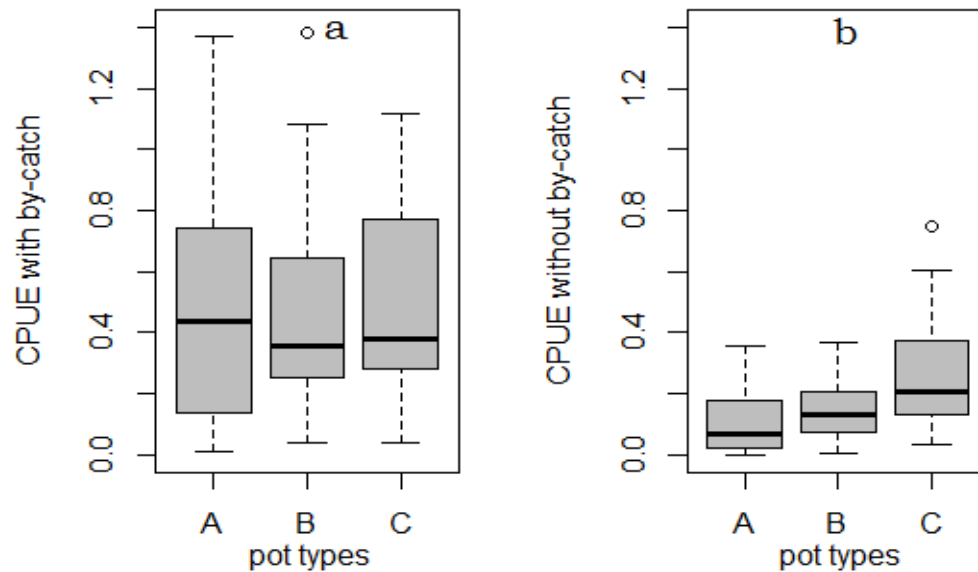 a
CPUE with by-catch
1.2
0.8
0.4
0.0
A B C
pot types
b
CPUE without by-catch
1.2
0.8
0.4
0.0
A B C
pot types